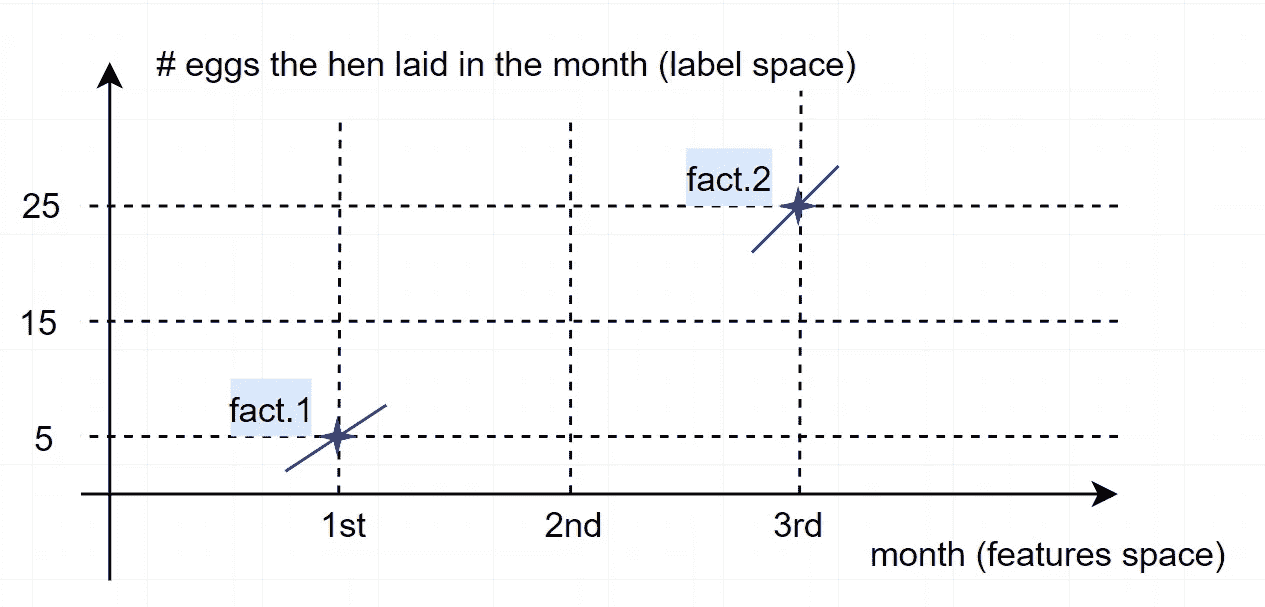 # eggs the hen laid in the month (label space)
fact.2
25
15
fact.1
5
1st 2nd 3rd
month (features space)